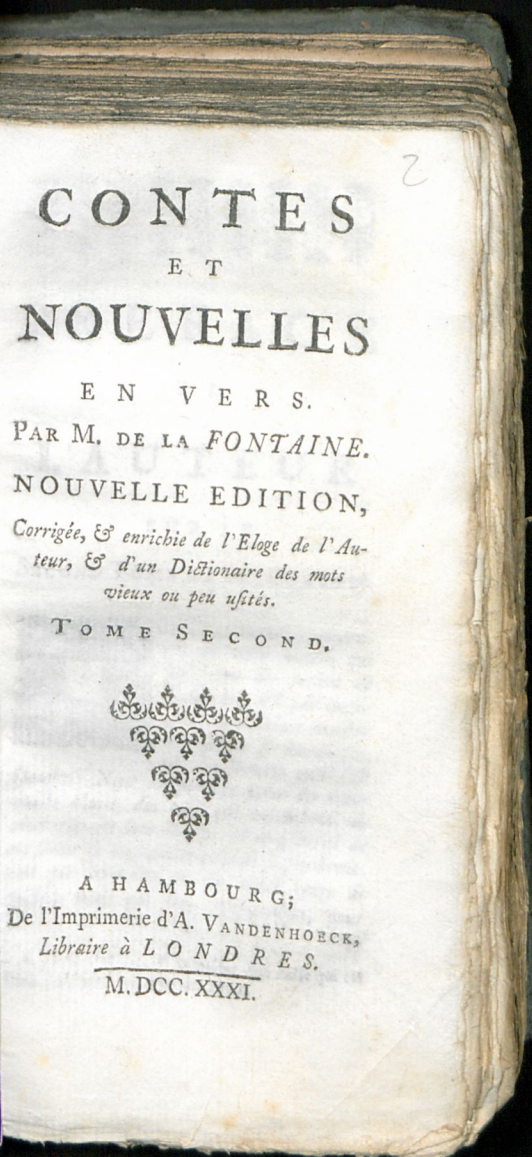 2
CONTES
ET
NOUVELLES
EN VERS.
PAR M. DE LA FONTAINE.
NOUVELLE EDITION,
Corrigée, & enrichie de l'Eloge de l'Au-
teur, & d'un Dictionaire des mots
vieux ou peu uſités.
TOME SECOND.
A HAMBOURG;
De l'Imprimerie d'A. VANDENHOECK,
Libraire à LONDRES.
M. DCC. XXXI.